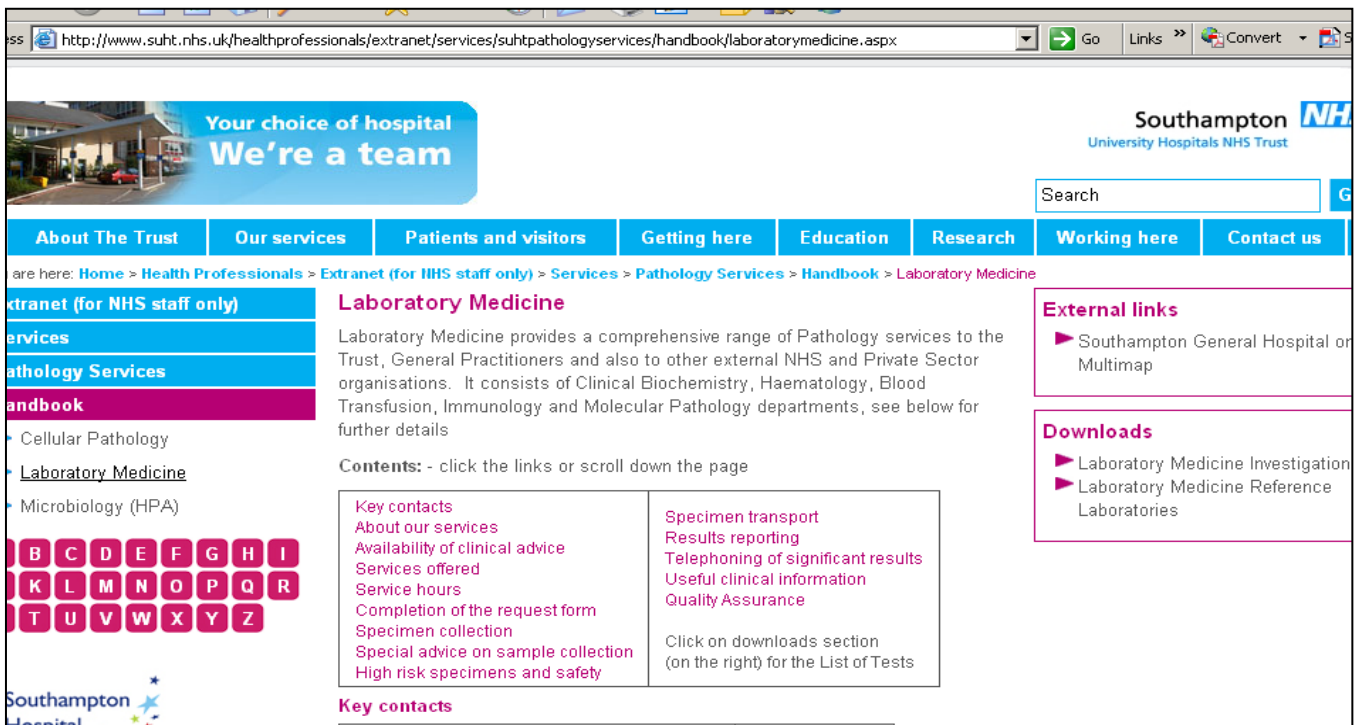 ss http://www.suht.nhs.uk/healthprofessionals/extranet/services/suhtpathologyservices/handbook/laboratorymedicine.aspx Go Links » Convert S
Your choice of hospital
We're a team
Southampton NHS
University Hospitals NHS Trust
Search G
About The Trust Our services Patients and visitors Getting here Education Research Working here Contact us
are here: Home > Health Professionals > Extranet (for NHS staff only) > Services > Pathology Services > Handbook > Laboratory Medicine
xtranet (for NHS staff only)
ervices
athology Services
andbook
Cellular Pathology
Laboratory Medicine
Microbiology (HPA)
B C D E F G H I
K L M N O P Q R
T U V W X Y Z
Southampton
Hospital
Laboratory Medicine
Laboratory Medicine provides a comprehensive range of Pathology services to the
Trust, General Practitioners and also to other external NHS and Private Sector
organisations. It consists of Clinical Biochemistry, Haematology, Blood
Transfusion, Immunology and Molecular Pathology departments, see below for
further details
Contents: - click the links or scroll down the page
Key contacts
About our services
Availability of clinical advice
Services offered
Service hours
Completion of the request form
Specimen collection
Special advice on sample collection
High risk specimens and safety
Specimen transport
Results reporting
Telephoning of significant results
Useful clinical information
Quality Assurance
Click on downloads section
(on the right) for the List of Tests
Key contacts
External links
Southampton General Hospital on
Multimap
Downloads
Laboratory Medicine Investigation
Laboratory Medicine Reference
Laboratories